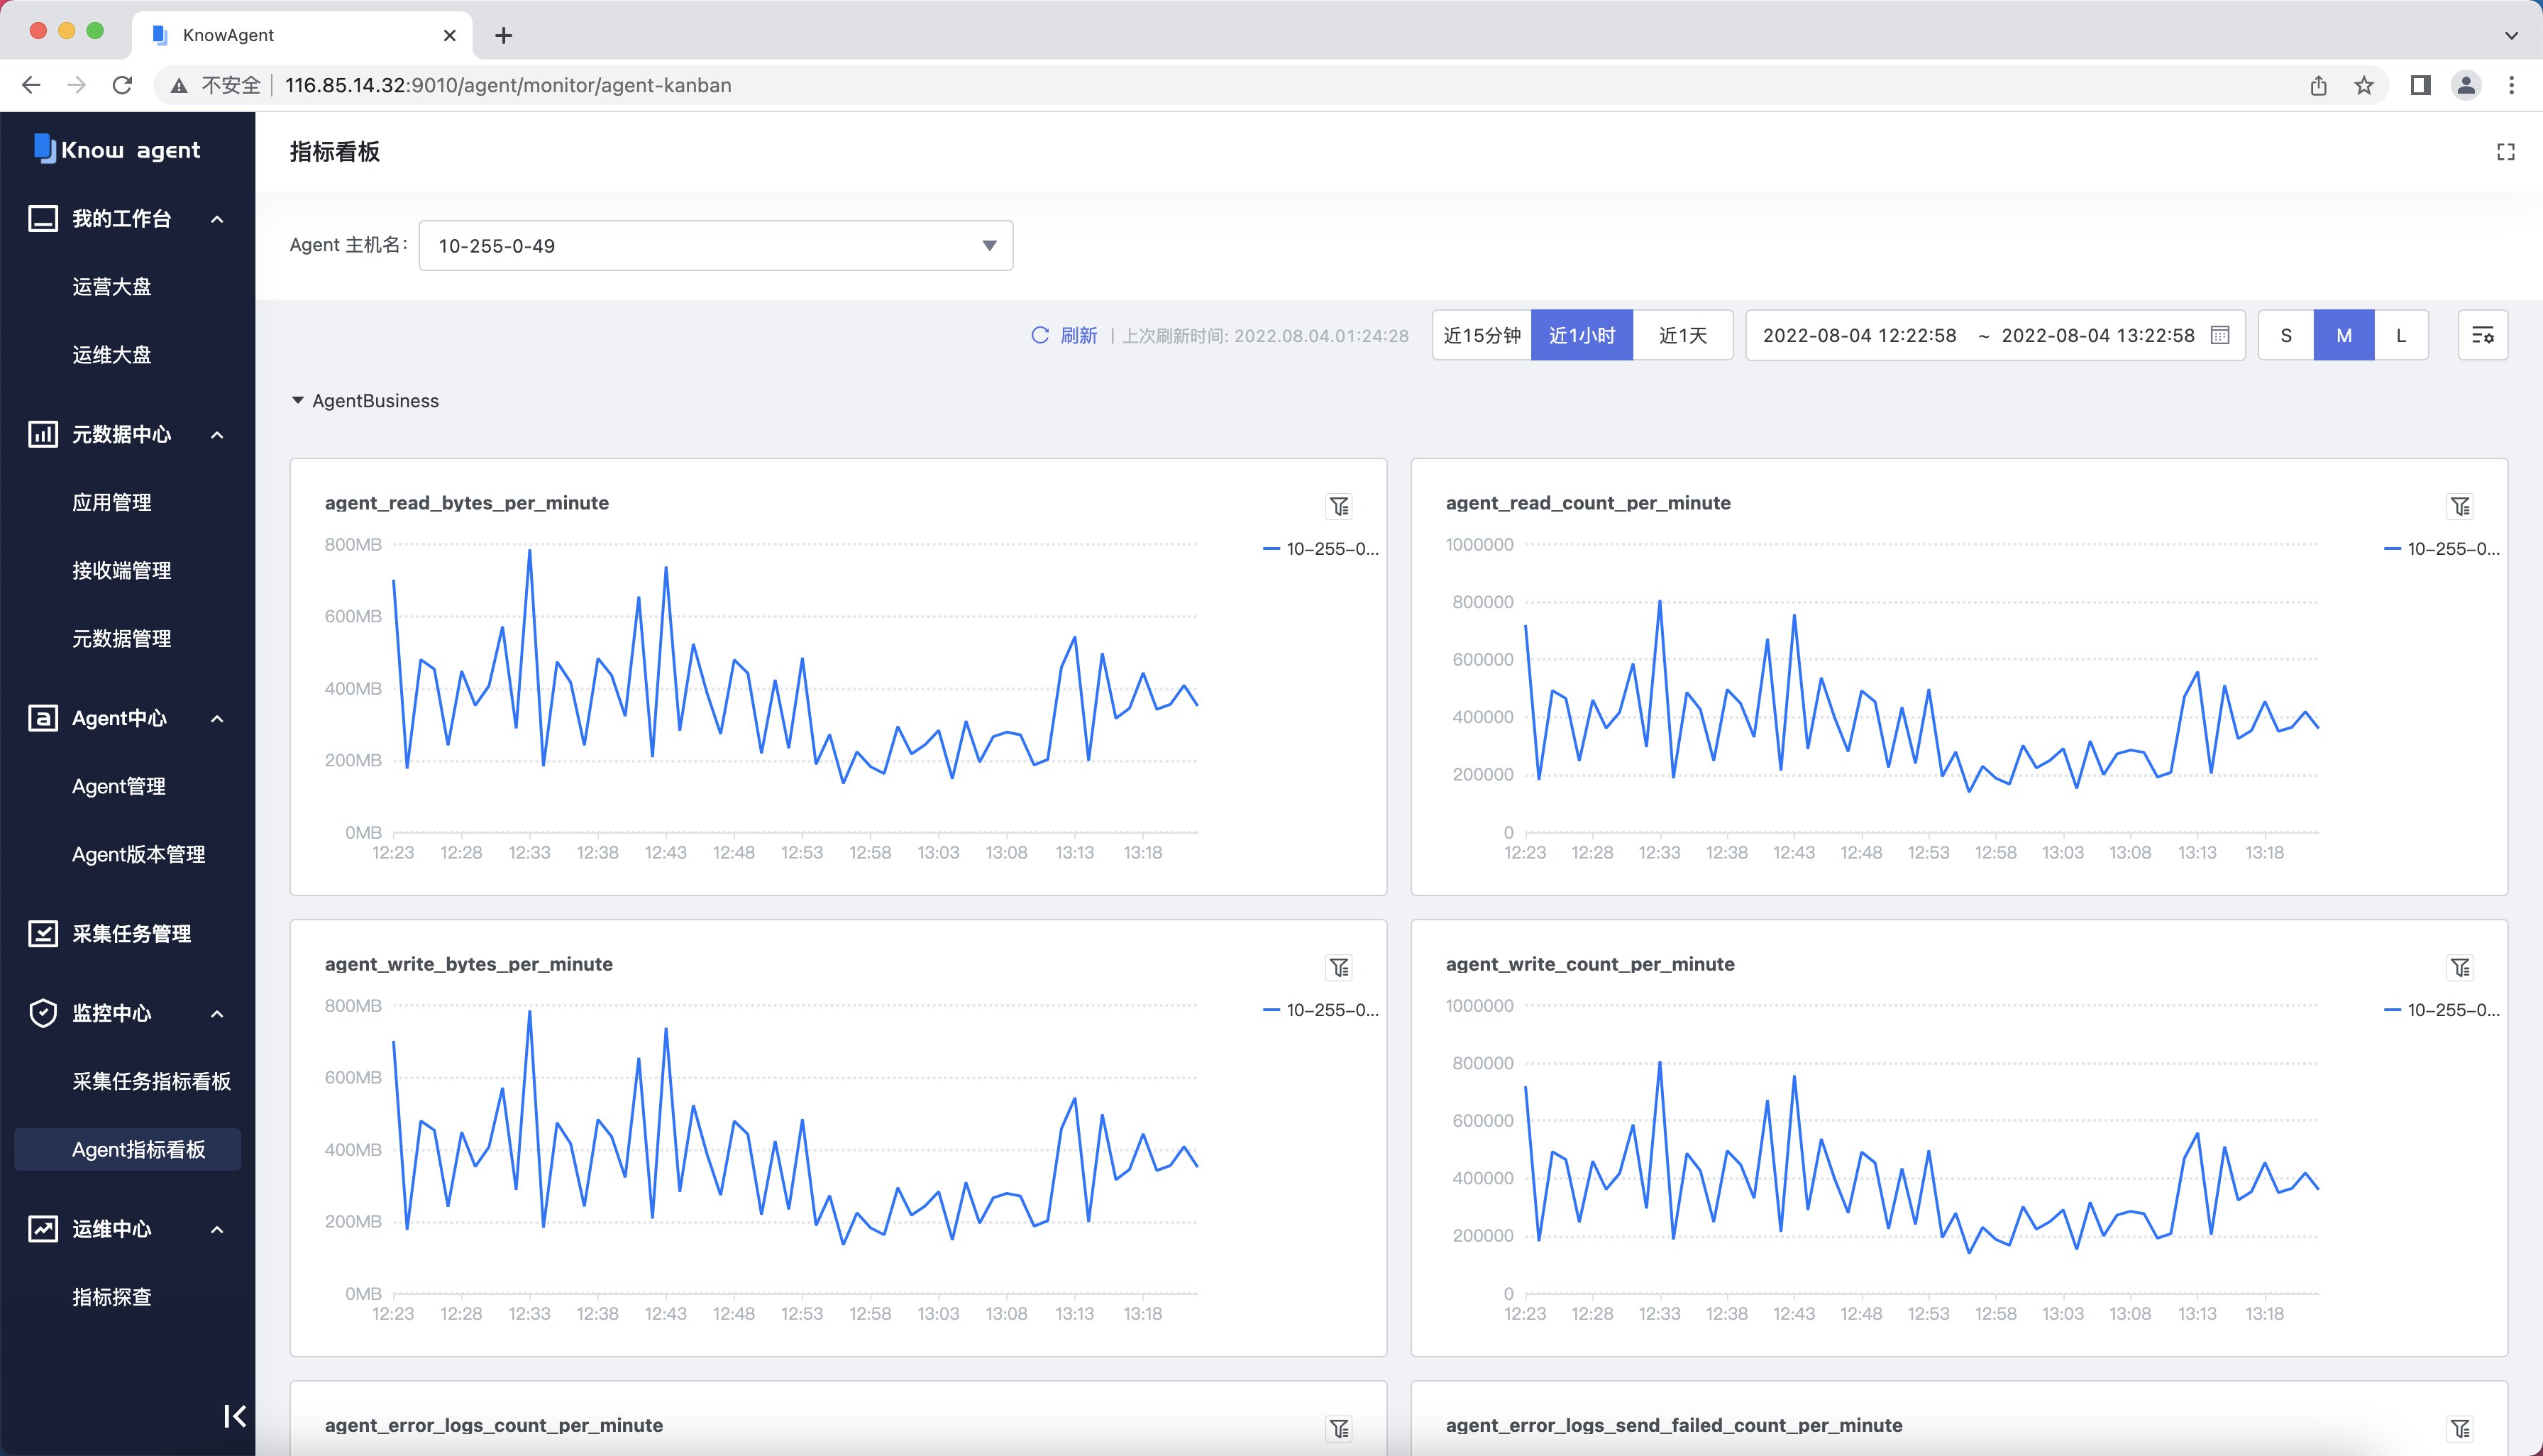 KnowAgent
不安全 116.85.14.32:9010/agent/monitor/agent-kanban
Know agent
我的工作台
运营大盘
运维大盘
元数据中心
应用管理
接收端管理
元数据管理
Agent中心
Agent管理
Agent版本管理
采集任务管理
监控中心
采集任务指标看板
Agent指标看板
运维中心
指标探查
指标看板
Agent 主机名: 10-255-0-49
刷新 | 上次刷新时间: 2022.08.04.01:24:28 近15分钟 近1小时 近1天 2022-08-04 12:22:58 ~ 2022-08-04 13:22:58 S M L
AgentBusiness
agent_read_bytes_per_minute
10-255-0...
800MB
600MB
400MB
200MB
0MB
12:23 12:28 12:33 12:38 12:43 12:48 12:53 12:58 13:03 13:08 13:13 13:18
agent_read_count_per_minute
10-255-0...
1000000
800000
600000
400000
200000
0
12:23 12:28 12:33 12:38 12:43 12:48 12:53 12:58 13:03 13:08 13:13 13:18
agent_write_bytes_per_minute
10-255-0...
800MB
600MB
400MB
200MB
0MB
12:23 12:28 12:33 12:38 12:43 12:48 12:53 12:58 13:03 13:08 13:13 13:18
agent_write_count_per_minute
10-255-0...
1000000
800000
600000
400000
200000
0
12:23 12:28 12:33 12:38 12:43 12:48 12:53 12:58 13:03 13:08 13:13 13:18
agent_error_logs_count_per_minute
agent_error_logs_send_failed_count_per_minute